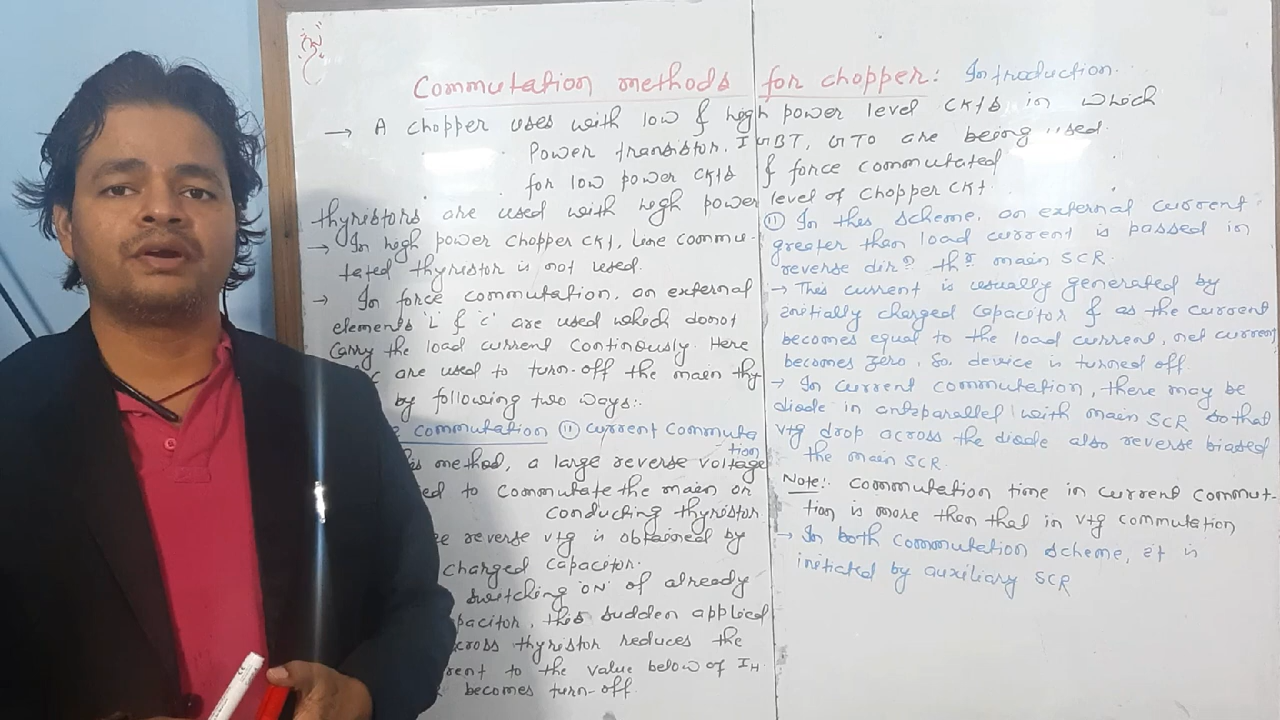 Commutation methods for chopper: Introduction.
→ A chopper uses with low & high power level CKts in which
Power transistor. IGBT, GTO are being used.
for low power CKts & force commutated
thyristors are used with high power level of chopper CKt.
→ In high power chopper CKt, Line commu-
tated thyristor is not used.
→ In force commutation, an external
elements 'L' & 'C' are used which donot
carry the load current continously. Here
C are used to turn-off the main thy
by following two ways:-
commutation (II) current commuta
tion
method, a large reverse voltage
to commutate the main or
conducting thyristor
reverse vtg is obtained by
charged capacitor.
switching 'ON' of already
this sudden applied
thyristor reduces the
to the value below of IH
becomes turn-off.
(II) In this scheme, an external current
greater than load current is passed in
reverse dirn thr main SCR.
→ This current is usually generated by
initially charged capacitor & as the current
becomes equal to the load current, net current
becomes zero. So. device is turned off.
→ In current commutation, there may be
diode in antiparallel with main SCR so that
vtg drop across the diode also reverse biased
the main SCR.
Note:- Commutation time in current commut-
tion is more then that in vtg commutation
→ In both commutation scheme, it is
initiated by auxiliary SCR